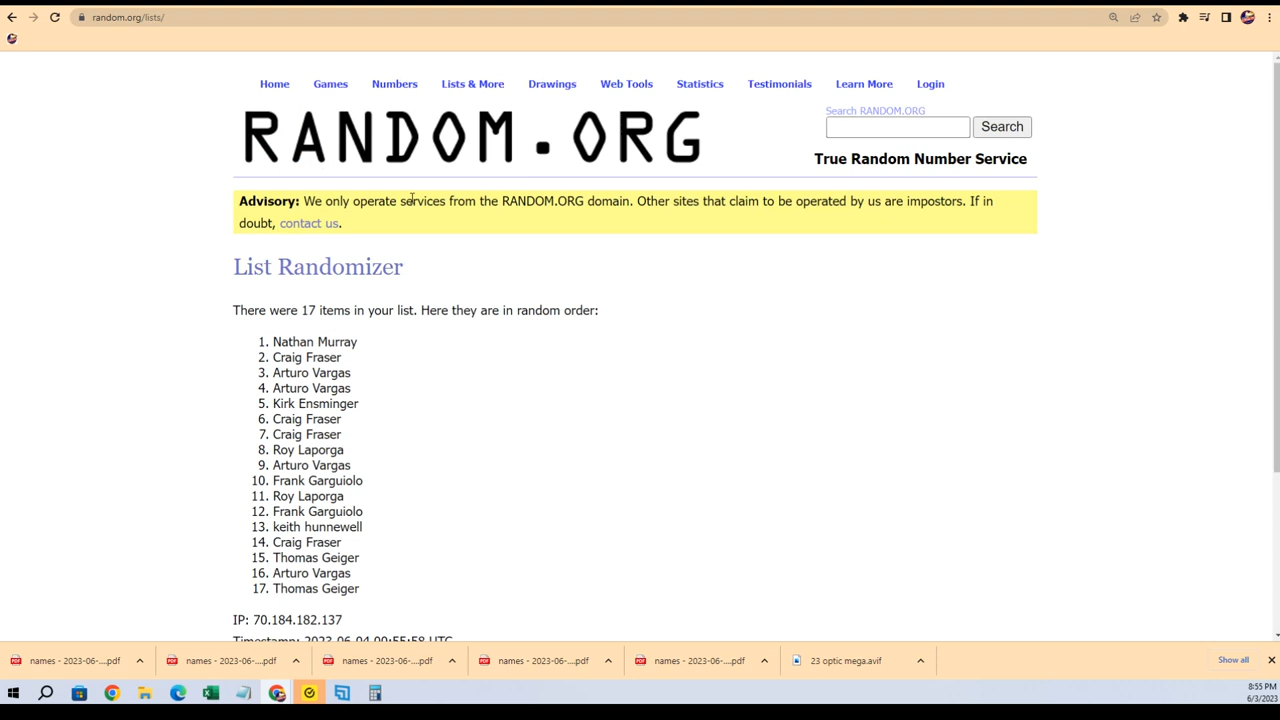 random.org/lists/
Home Games Numbers Lists & More Drawings Web Tools Statistics Testimonials Learn More Login
RANDOM.ORG
Search RANDOM.ORG
Search
True Random Number Service
Advisory: We only operate services from the RANDOM.ORG domain. Other sites that claim to be operated by us are impostors. If in
doubt, contact us.
List Randomizer
There were 17 items in your list. Here they are in random order:
1. Nathan Murray
2. Craig Fraser
3. Arturo Vargas
4. Arturo Vargas
5. Kirk Ensminger
6. Craig Fraser
7. Craig Fraser
8. Roy Laporga
9. Arturo Vargas
10. Frank Garguiolo
11. Roy Laporga
12. Frank Garguiolo
13. keith hunnewell
14. Craig Fraser
15. Thomas Geiger
16. Arturo Vargas
17. Thomas Geiger
IP: 70.184.182.137
Timestamp: 2023-06-04 00:55:58 UTC
names - 2023-06-....pdf names - 2023-06-....pdf names - 2023-06-....pdf names - 2023-06-....pdf names - 2023-06-....pdf 23 optic mega.avif Show all
8:55 PM
6/3/2023